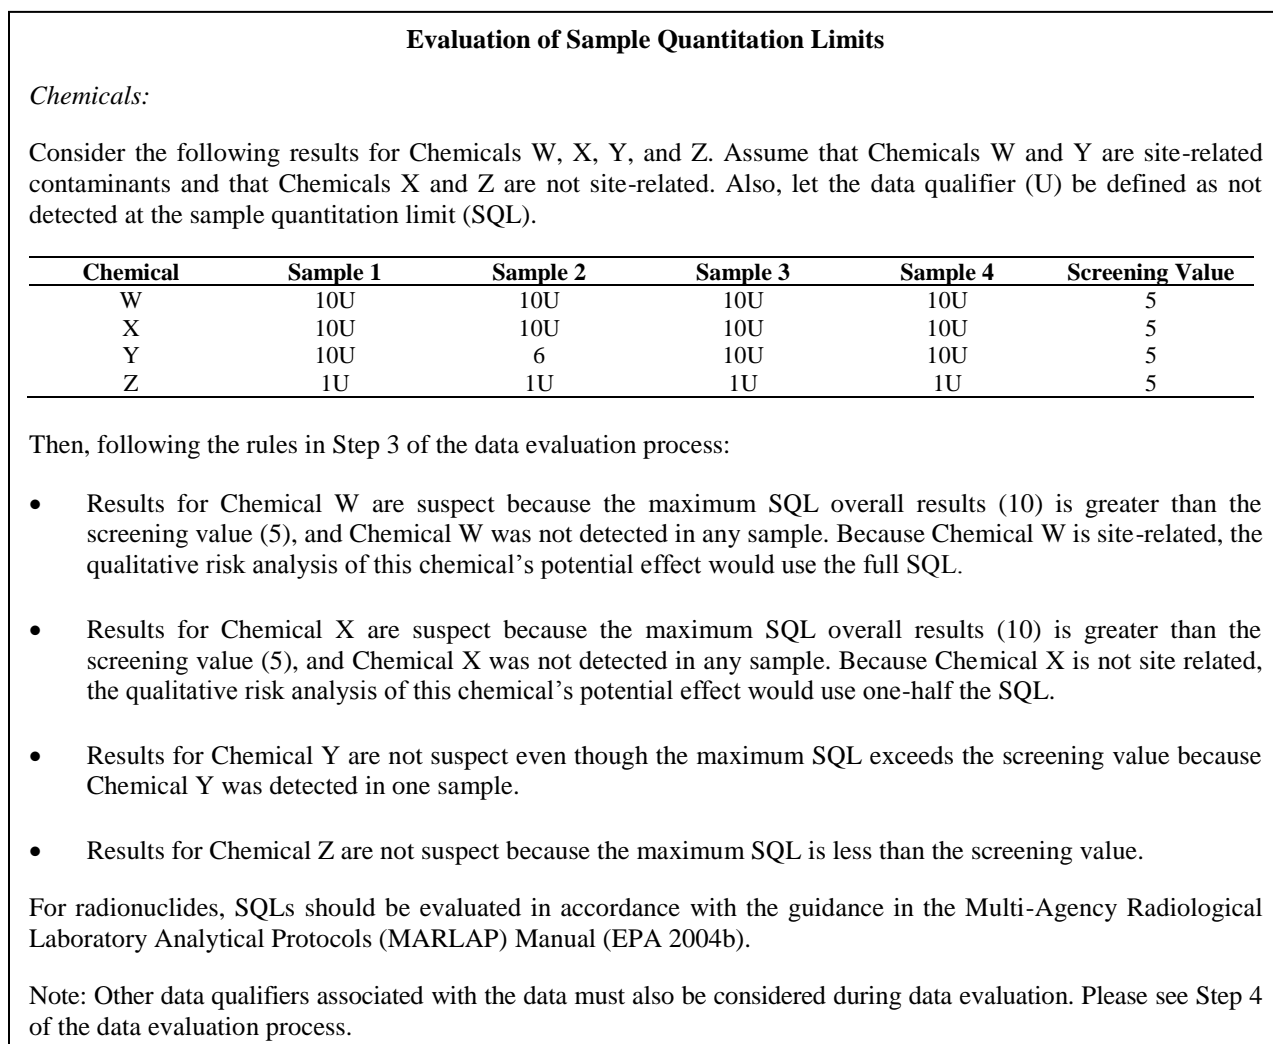 Evaluation of Sample Quantitation Limits
Chemicals:
Consider the following results for Chemicals W, X, Y, and Z. Assume that Chemicals W and Y are site-related
contaminants and that Chemicals X and Z are not site-related. Also, let the data qualifier (U) be defined as not
detected at the sample quantitation limit (SQL).
Chemical Sample 1 Sample 2 Sample 3 Sample 4 Screening Value
W 10U 10U 10U 10U 5
X 10U 10U 10U 10U 5
Y 10U 6 10U 10U 5
Z 1U 1U 1U 1U 5
Then, following the rules in Step 3 of the data evaluation process:
• Results for Chemical W are suspect because the maximum SQL overall results (10) is greater than the
screening value (5), and Chemical W was not detected in any sample. Because Chemical W is site-related, the
qualitative risk analysis of this chemical’s potential effect would use the full SQL.
• Results for Chemical X are suspect because the maximum SQL overall results (10) is greater than the
screening value (5), and Chemical X was not detected in any sample. Because Chemical X is not site related,
the qualitative risk analysis of this chemical’s potential effect would use one-half the SQL.
• Results for Chemical Y are not suspect even though the maximum SQL exceeds the screening value because
Chemical Y was detected in one sample.
• Results for Chemical Z are not suspect because the maximum SQL is less than the screening value.
For radionuclides, SQLs should be evaluated in accordance with the guidance in the Multi-Agency Radiological
Laboratory Analytical Protocols (MARLAP) Manual (EPA 2004b).
Note: Other data qualifiers associated with the data must also be considered during data evaluation. Please see Step 4
of the data evaluation process.